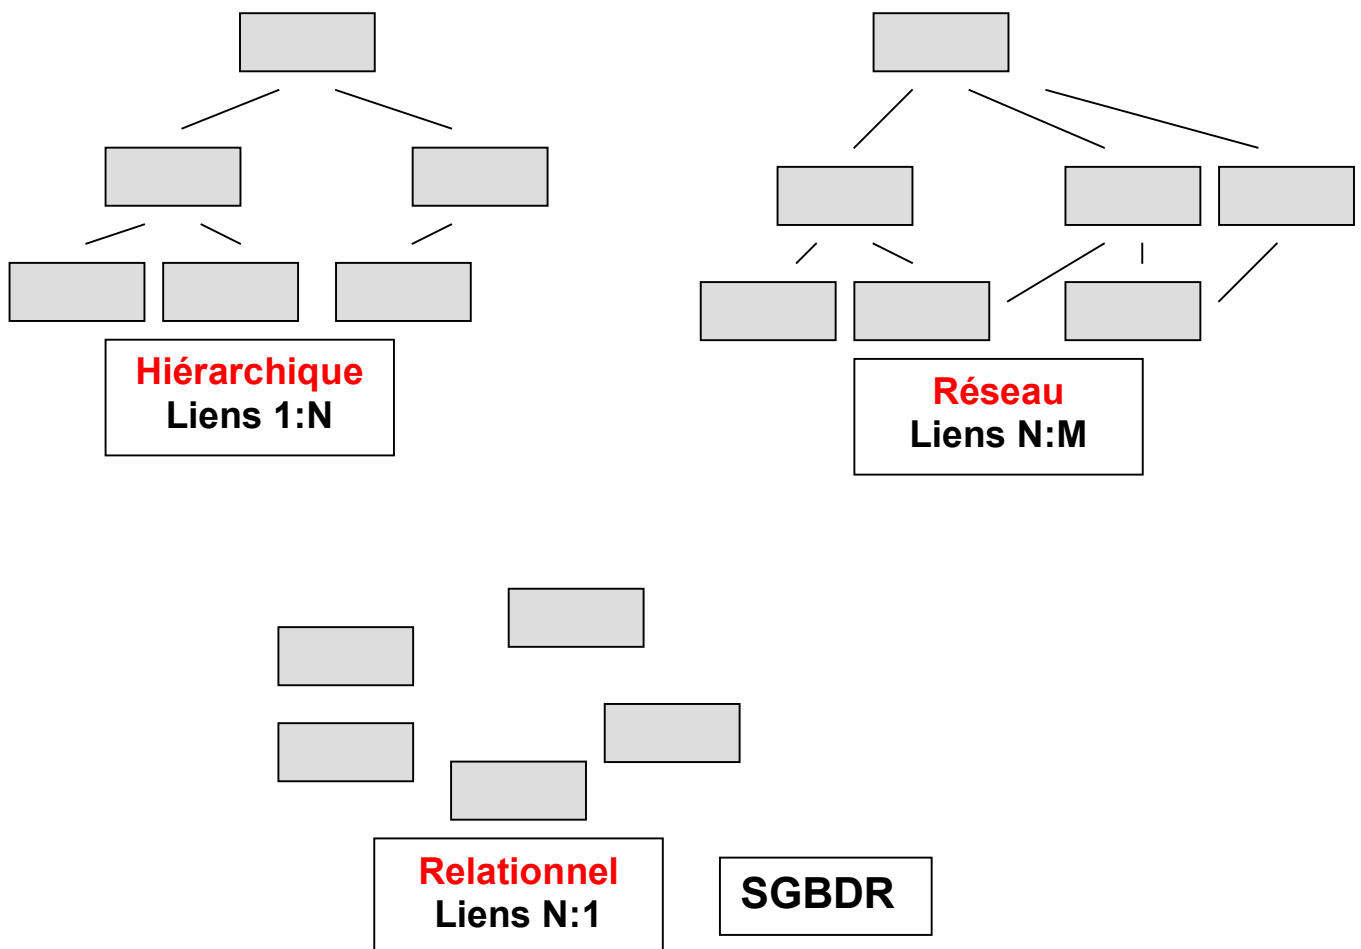 Hiérarchique
Liens 1:N
Réseau
Liens N:M
Relationnel
Liens N:1
SGBDR